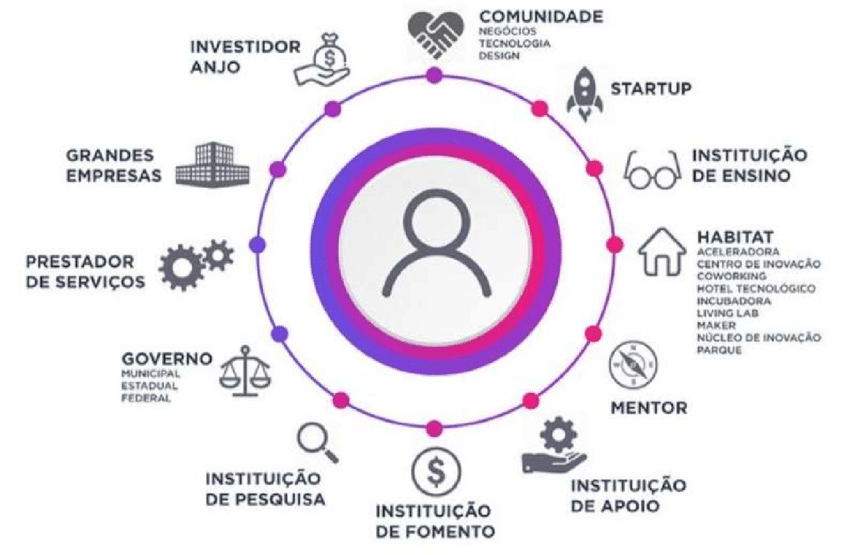 COMUNIDADE
NEGÓCIOS
TECNOLOGIA
DESIGN
STARTUP
INSTITUIÇÃO
DE ENSINO
HABITAT
ACELERADORA
CENTRO DE INOVAÇÃO
COWORKING
HOTEL TECNOLÓGICO
INCUBADORA
LIVING LAB
MAKER
NÚCLEO DE INOVAÇÃO
PARQUE
MENTOR
INSTITUIÇÃO
DE APOIO
$
INSTITUIÇÃO
DE FOMENTO
INSTITUIÇÃO
DE PESQUISA
GOVERNO
MUNICIPAL
ESTADUAL
FEDERAL
PRESTADOR
DE SERVIÇOS
GRANDES
EMPRESAS
INVESTIDOR
ANJO
$